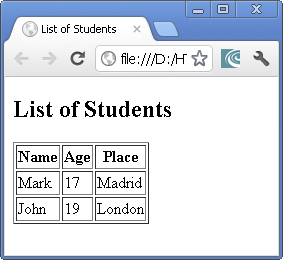 List of Students
file:///D:/H
List of Students
Name Age Place
Mark 17 Madrid
John 19 London